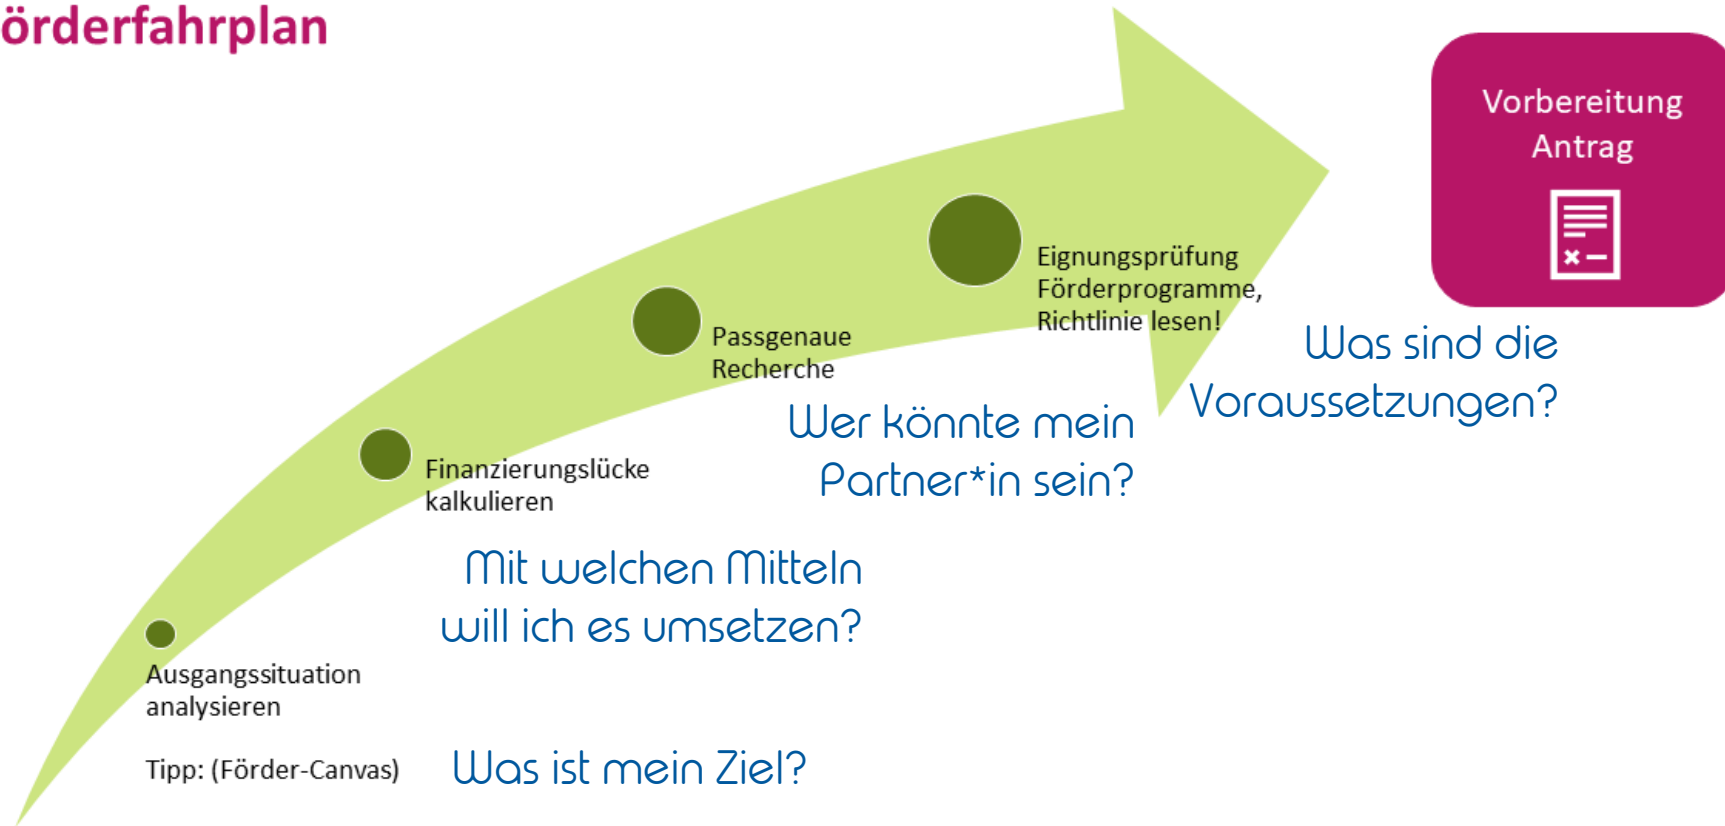 örderfahrplan
Vorbereitung
Antrag
Eignungsprüfung
Förderprogramme,
Richtlinie lesen!
Was sind die
Voraussetzungen?
Passgenaue
Recherche
Wer könnte mein
Partner*in sein?
Finanzierungslücke
kalkulieren
Mit welchen Mitteln
will ich es umsetzen?
Ausgangssituation
analysieren
Tipp: (Förder-Canvas)
Was ist mein Ziel?